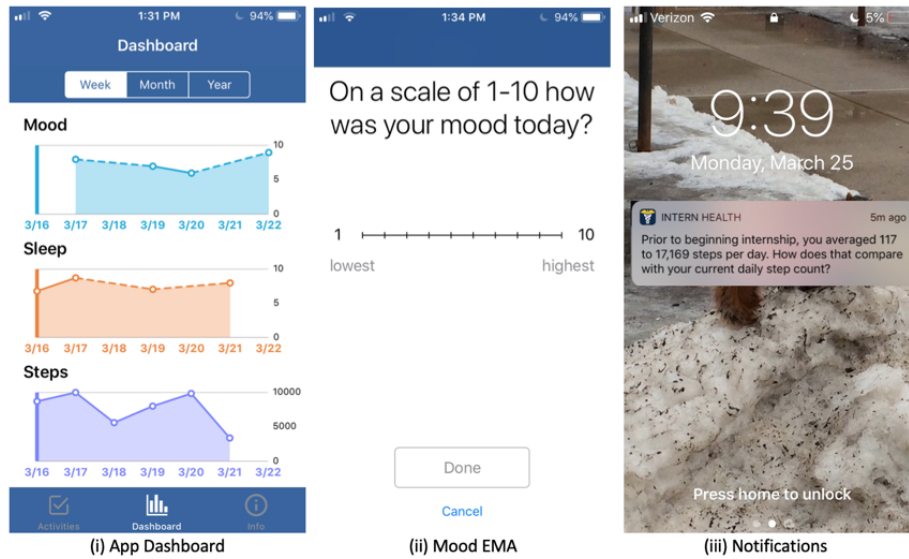 1:31 PM
94%
Dashboard
Week Month Year
Mood
10
5
0
3/16 3/17 3/18 3/19 3/20 3/21 3/22
Sleep
10
5
0
3/16 3/17 3/18 3/19 3/20 3/21 3/22
Steps
10000
5000
0
3/16 3/17 3/18 3/19 3/20 3/21 3/22
Activities Dashboard Info
(i) App Dashboard
1:34 PM
94%
On a scale of 1-10 how
was your mood today?
1 10
lowest highest
Done
Cancel
(ii) Mood EMA
Verizon
5%
9:39
Monday, March 25
INTERN HEALTH 5m ago
Prior to beginning internship, you averaged 117
to 17,169 steps per day. How does that compare
with your current daily step count?
Press home to unlock
(iii) Notifications